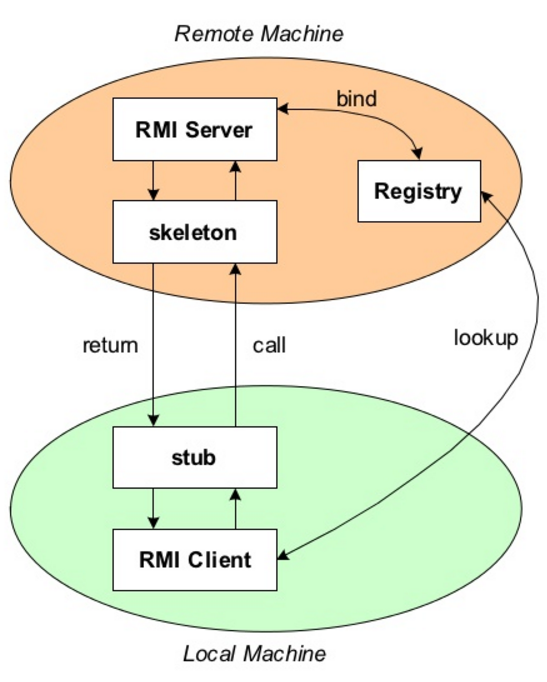 Remote Machine
bind
RMI Server
Registry
skeleton
return
call
lookup
stub
RMI Client
Local Machine